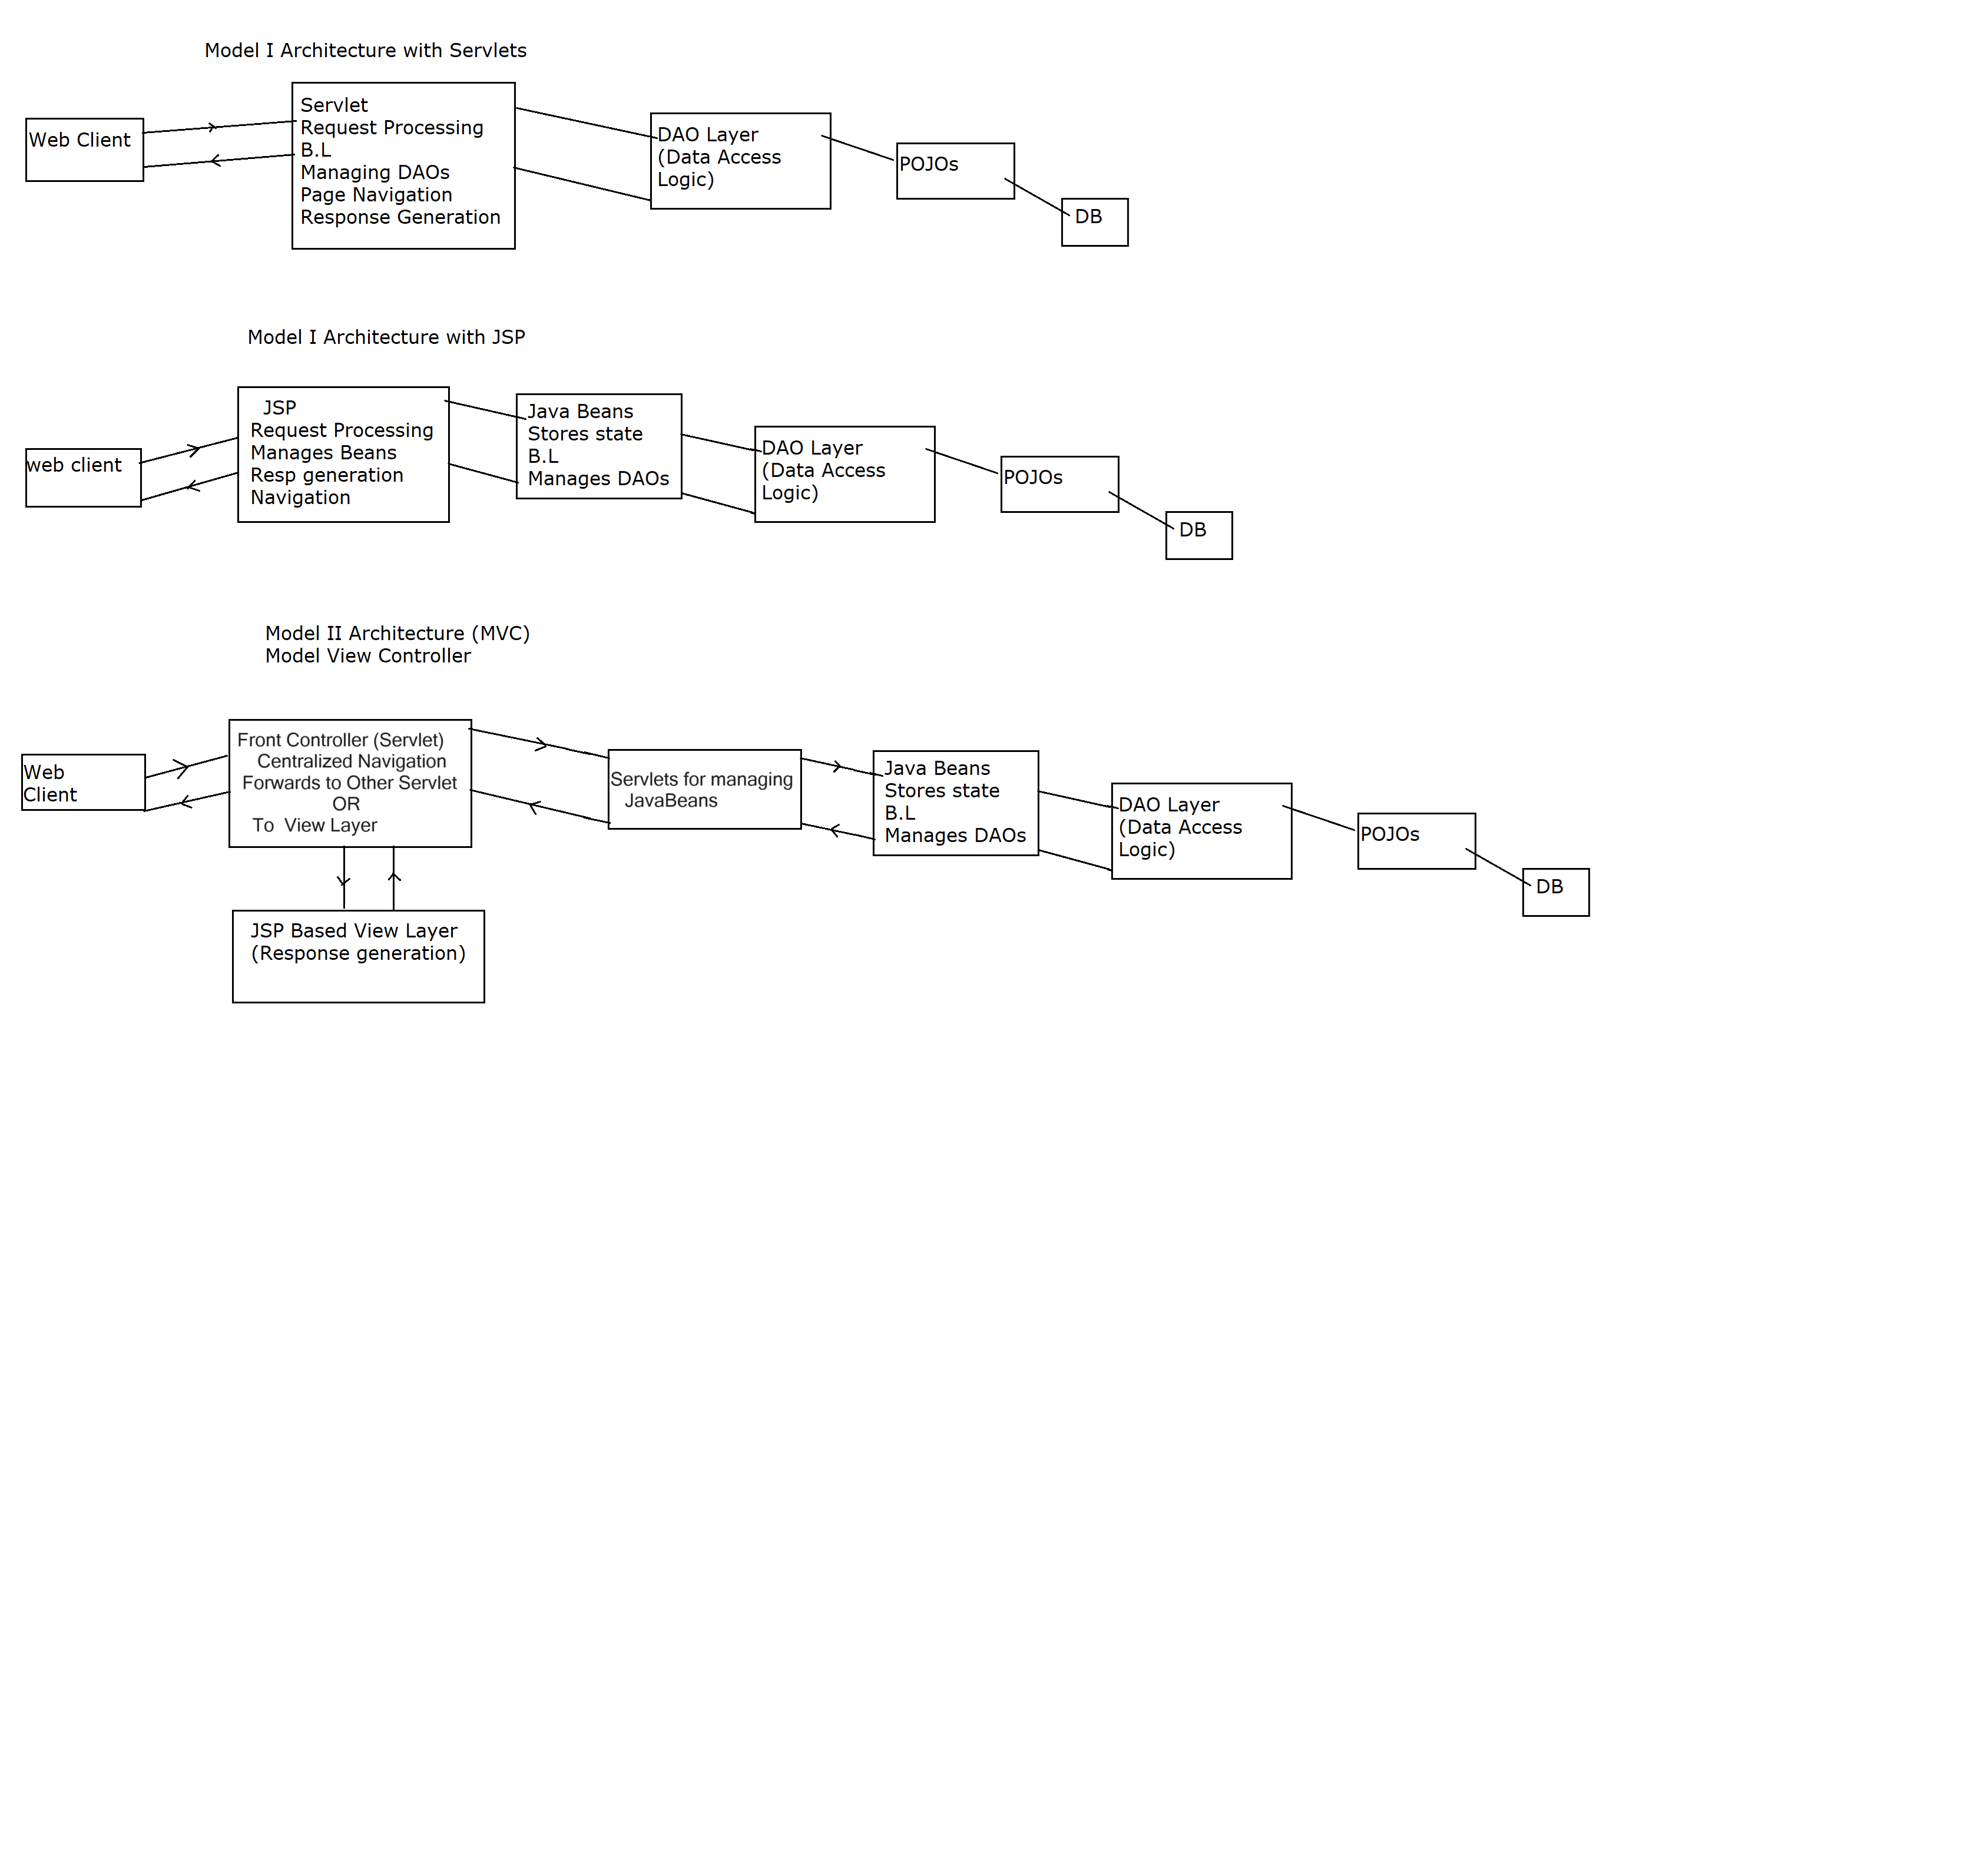 Model I Architecture with Servlets
Web Client
Servlet
Request Processing
B.L
Managing DAOs
Page Navigation
Response Generation
DAO Layer
(Data Access
Logic)
POJOs
DB
Model I Architecture with JSP
web client
JSP
Request Processing
Manages Beans
Resp generation
Navigation
Java Beans
Stores state
B.L
Manages DAOs
DAO Layer
(Data Access
Logic)
POJOs
DB
Model II Architecture (MVC)
Model View Controller
Web
Client
Front Controller (Servlet)
Centralized Navigation
Forwards to Other Servlet
OR
To View Layer
Servlets for managing
JavaBeans
Java Beans
Stores state
B.L
Manages DAOs
DAO Layer
(Data Access
Logic)
POJOs
DB
JSP Based View Layer
(Response generation)